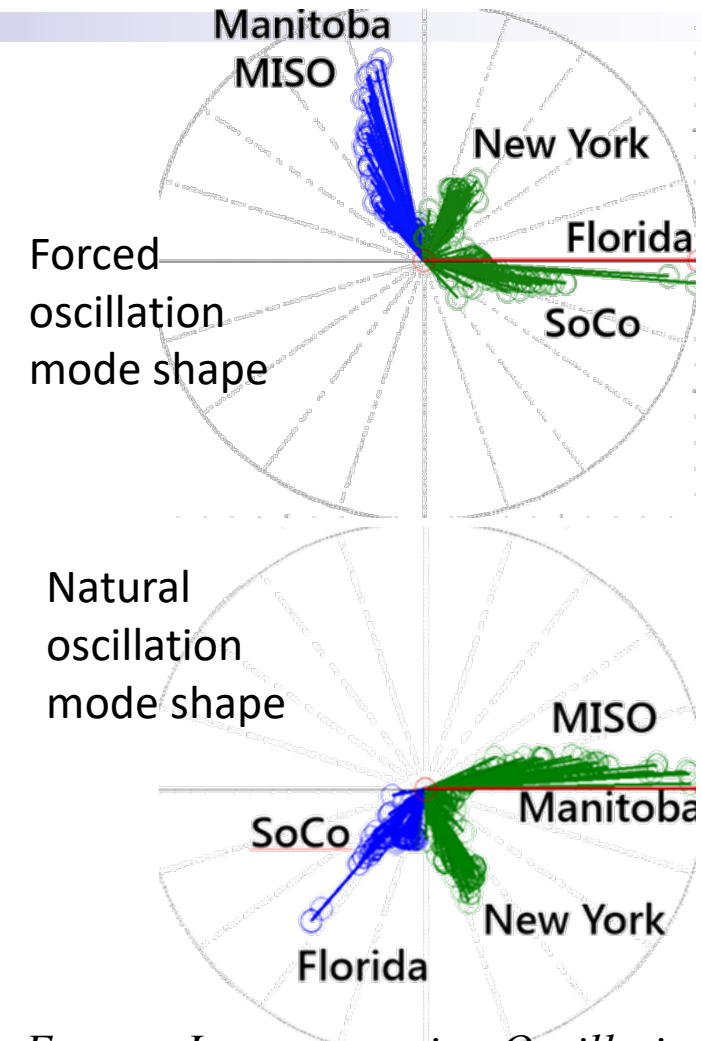 Manitoba
MISO
New York
Florida
SoCo
Forced
oscillation
mode shape
Natural
oscillation
mode shape
MISO
Manitoba
SoCo
New York
Florida